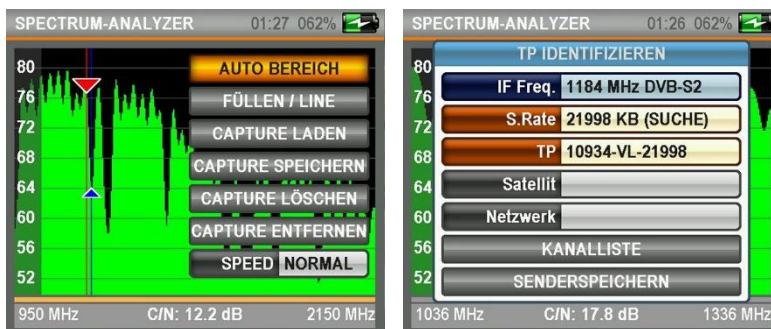 SPECTRUM-ANALYZER 01:27 062%
80
76
72
68
64
60
56
52
AUTO BEREICH
FÜLLEN / LINE
CAPTURE LADEN
CAPTURE SPEICHERN
CAPTURE LÖSCHEN
CAPTURE ENTFERNEN
SPEED NORMAL
950 MHz C/N: 12.2 dB 2150 MHz
SPECTRUM-ANALYZER 01:26 062%
80
76
72
68
64
60
56
52
TP IDENTIFIZIEREN
IF Freq. 1184 MHz DVB-S2
S.Rate 21998 KB (SUCHE)
TP 10934-VL-21998
Satellit
Netzwerk
KANALLISTE
SENDERSPEICHERN
1036 MHz C/N: 17.8 dB 1336 MHz